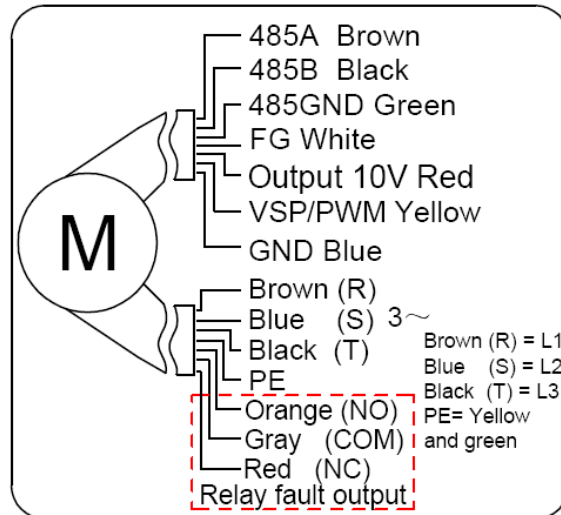 485A Brown
485B Black
485GND Green
FG White
Output 10V Red
VSP/PWM Yellow
GND Blue
M
Brown (R)
Blue (S) 3～
Black (T)
PE
Orange (NO)
Gray (COM)
Red (NC)
Relay fault output
Brown (R) = L1
Blue (S) = L2
Black (T) = L3
PE= Yellow
and green